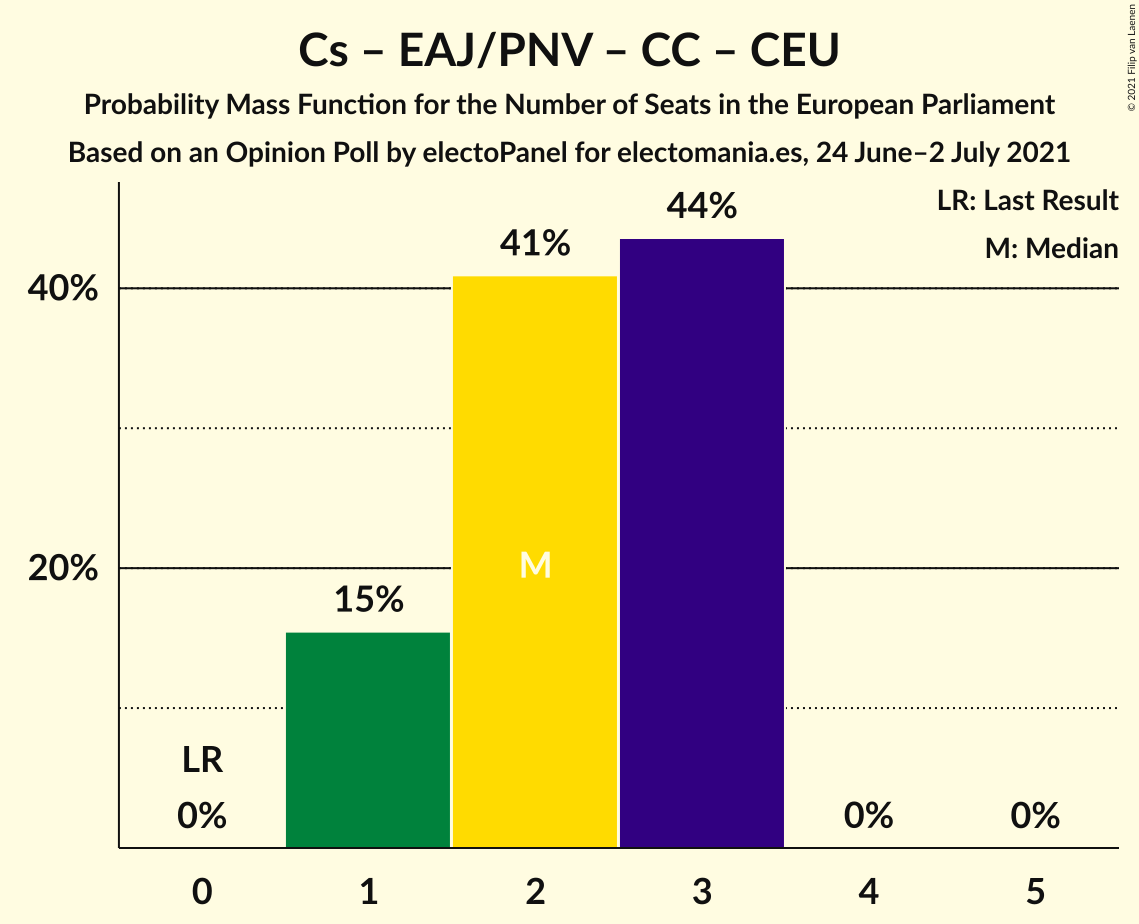 Cs – EAJ/PNV – CC – CEU
Probability Mass Function for the Number of Seats in the European Parliament
Based on an Opinion Poll by electoPanel for electomania.es, 24 June–2 July 2021
© 2021 Filip van Laenen
LR: Last Result
M: Median
44%
41%
40%
20%
M
15%
LR
0%
0%
0%
0 1 2 3 4 5